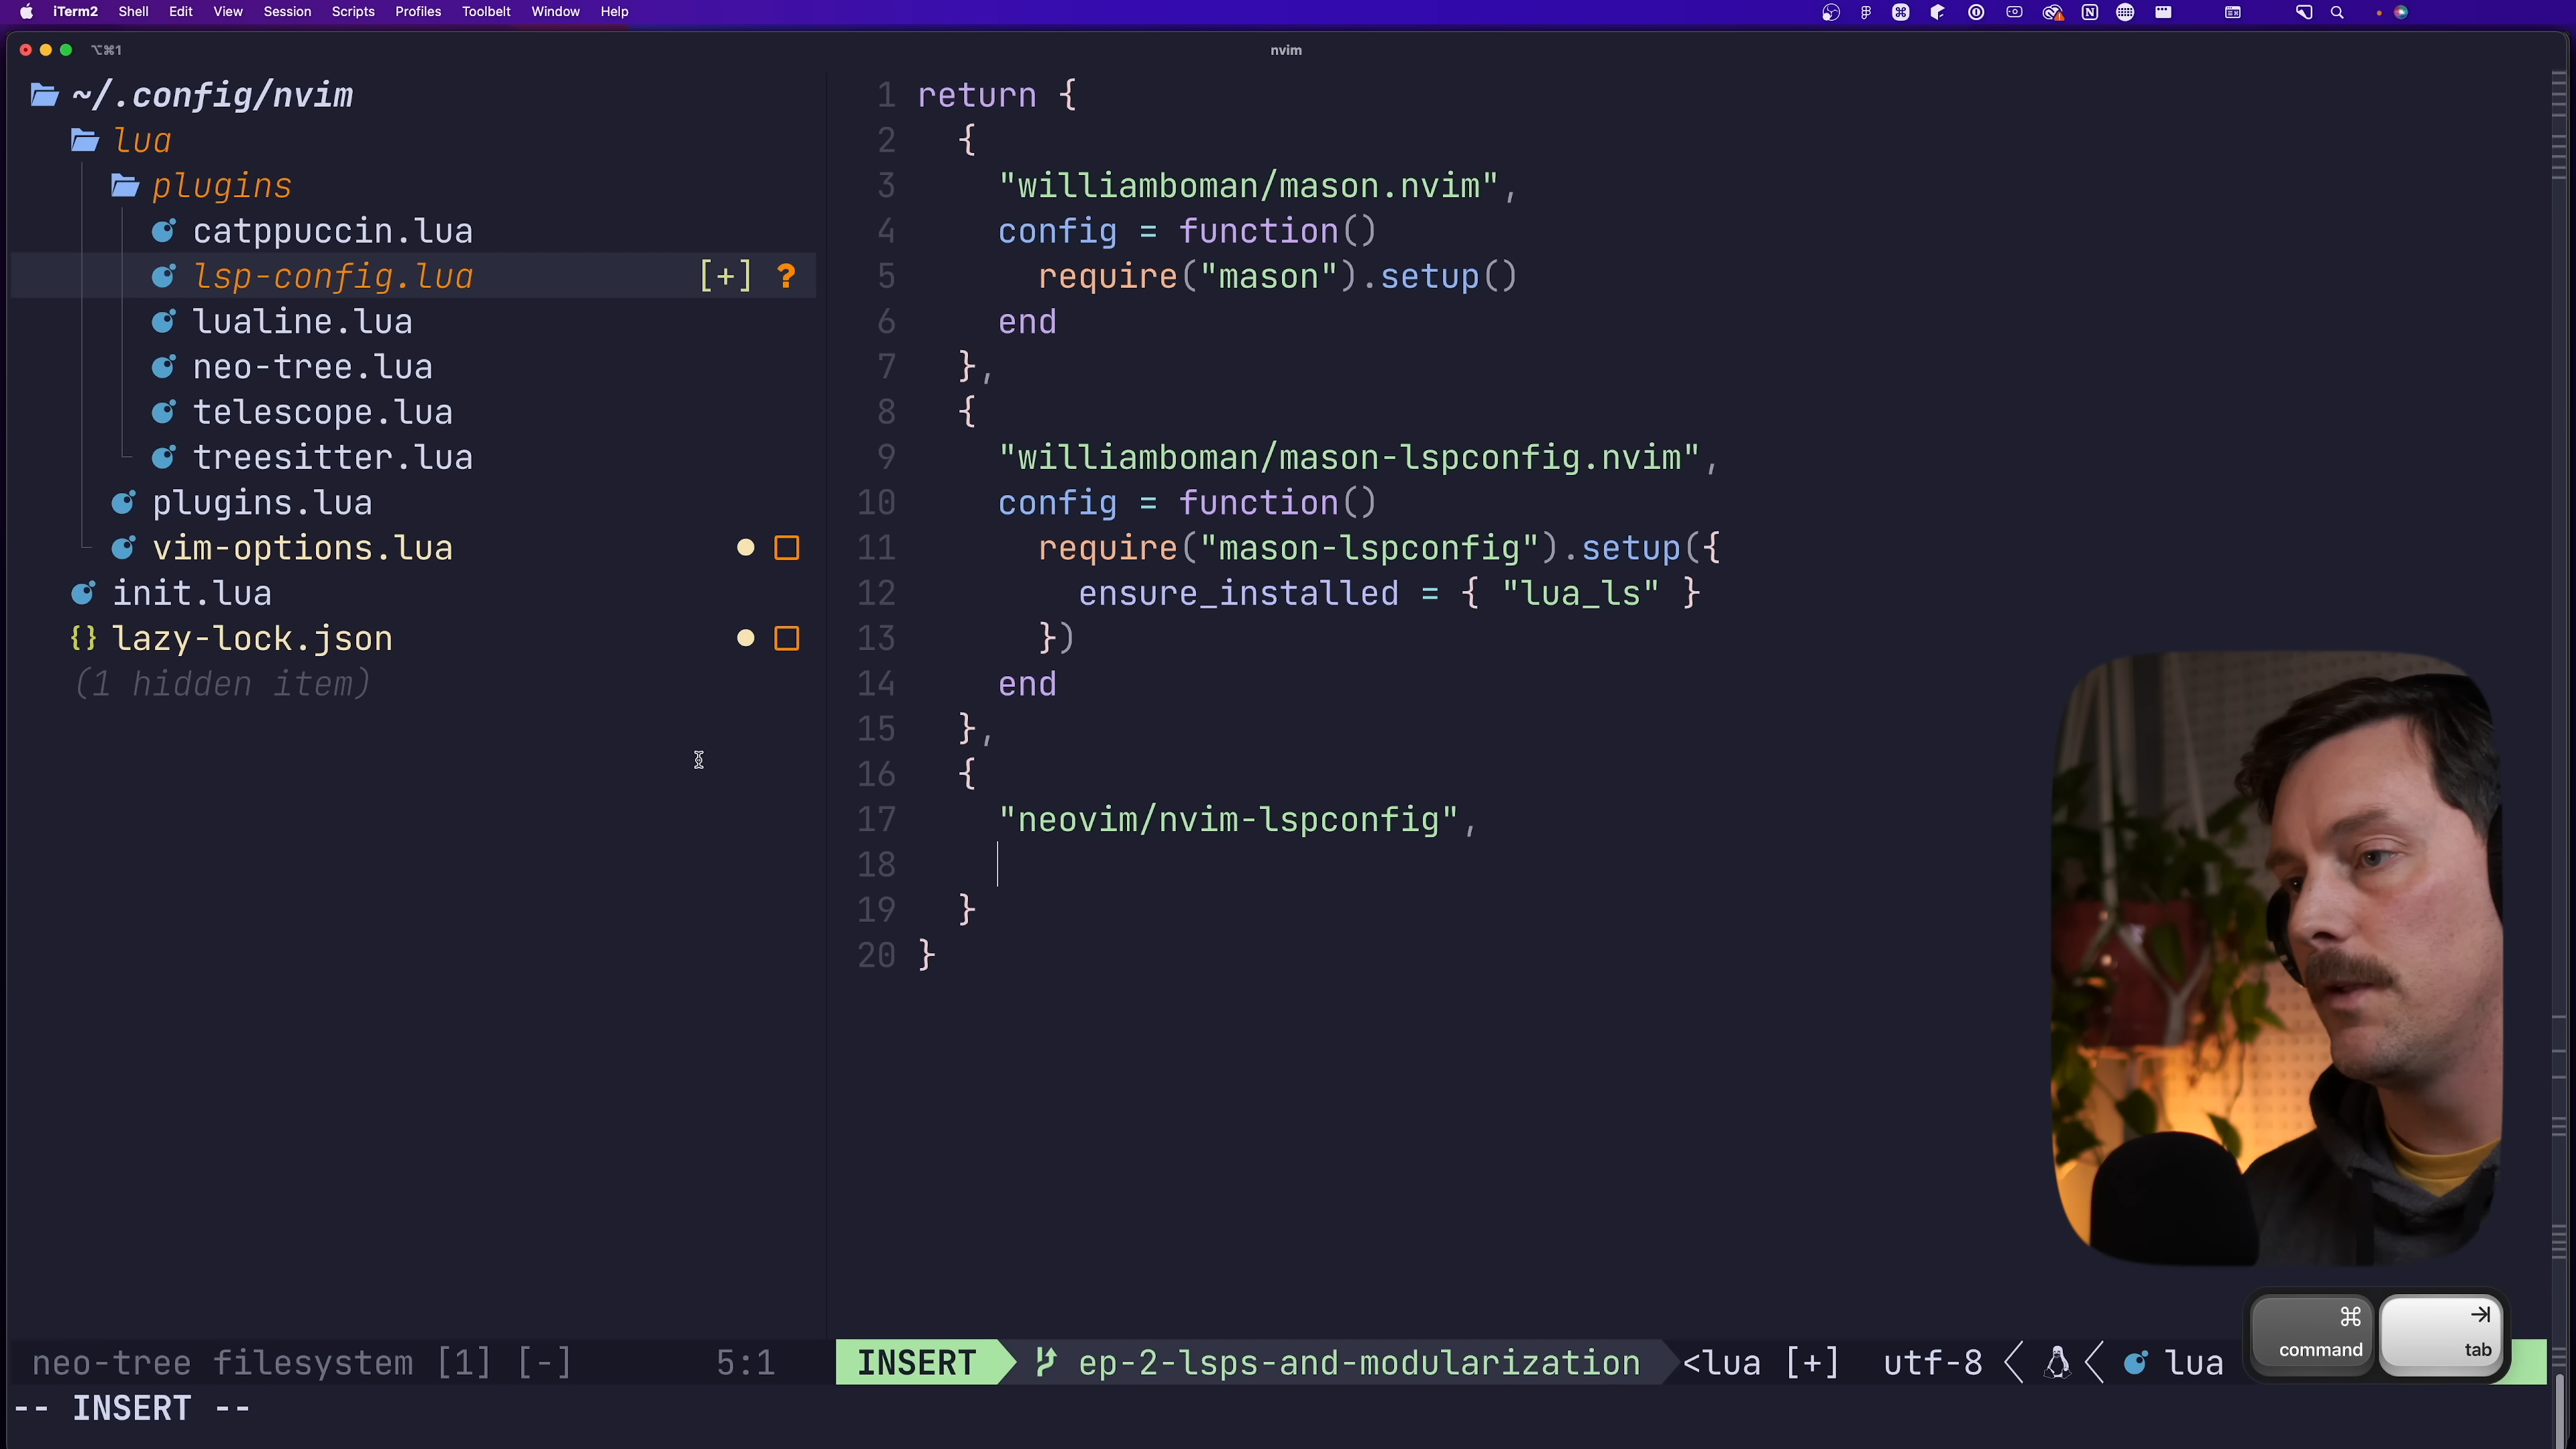 iTerm2 Shell Edit View Session Scripts Profiles Toolbelt Window Help
⌥⌘1
nvim
~/.config/nvim
lua
plugins
catppuccin.lua
lsp-config.lua [+] ?
lualine.lua
neo-tree.lua
telescope.lua
treesitter.lua
plugins.lua
vim-options.lua
init.lua
{} lazy-lock.json
(1 hidden item)
neo-tree filesystem [1] [-] 5:1
1 return {
2 {
3 "williamboman/mason.nvim",
4 config = function()
5 require("mason").setup()
6 end
7 },
8 {
9 "williamboman/mason-lspconfig.nvim",
10 config = function()
11 require("mason-lspconfig").setup({
12 ensure_installed = { "lua_ls" }
13 })
14 end
15 },
16 {
17 "neovim/nvim-lspconfig",
18
19 }
20 }
INSERT ep-2-lsps-and-modularization <lua [+] utf-8 lua
-- INSERT --
⌘
command
⇥
tab